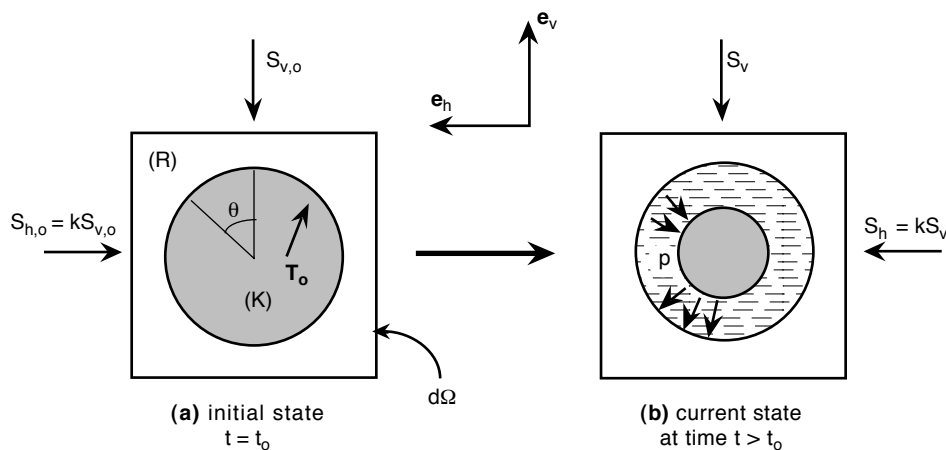 S_v,o
e_v
S_v
e_h
(R)
(R)
θ
S_h,o = kS_v,o
T_o
(K)
p
S_h = kS_v
dΩ
(a) initial state
t = t_o
(b) current state
at time t > t_o